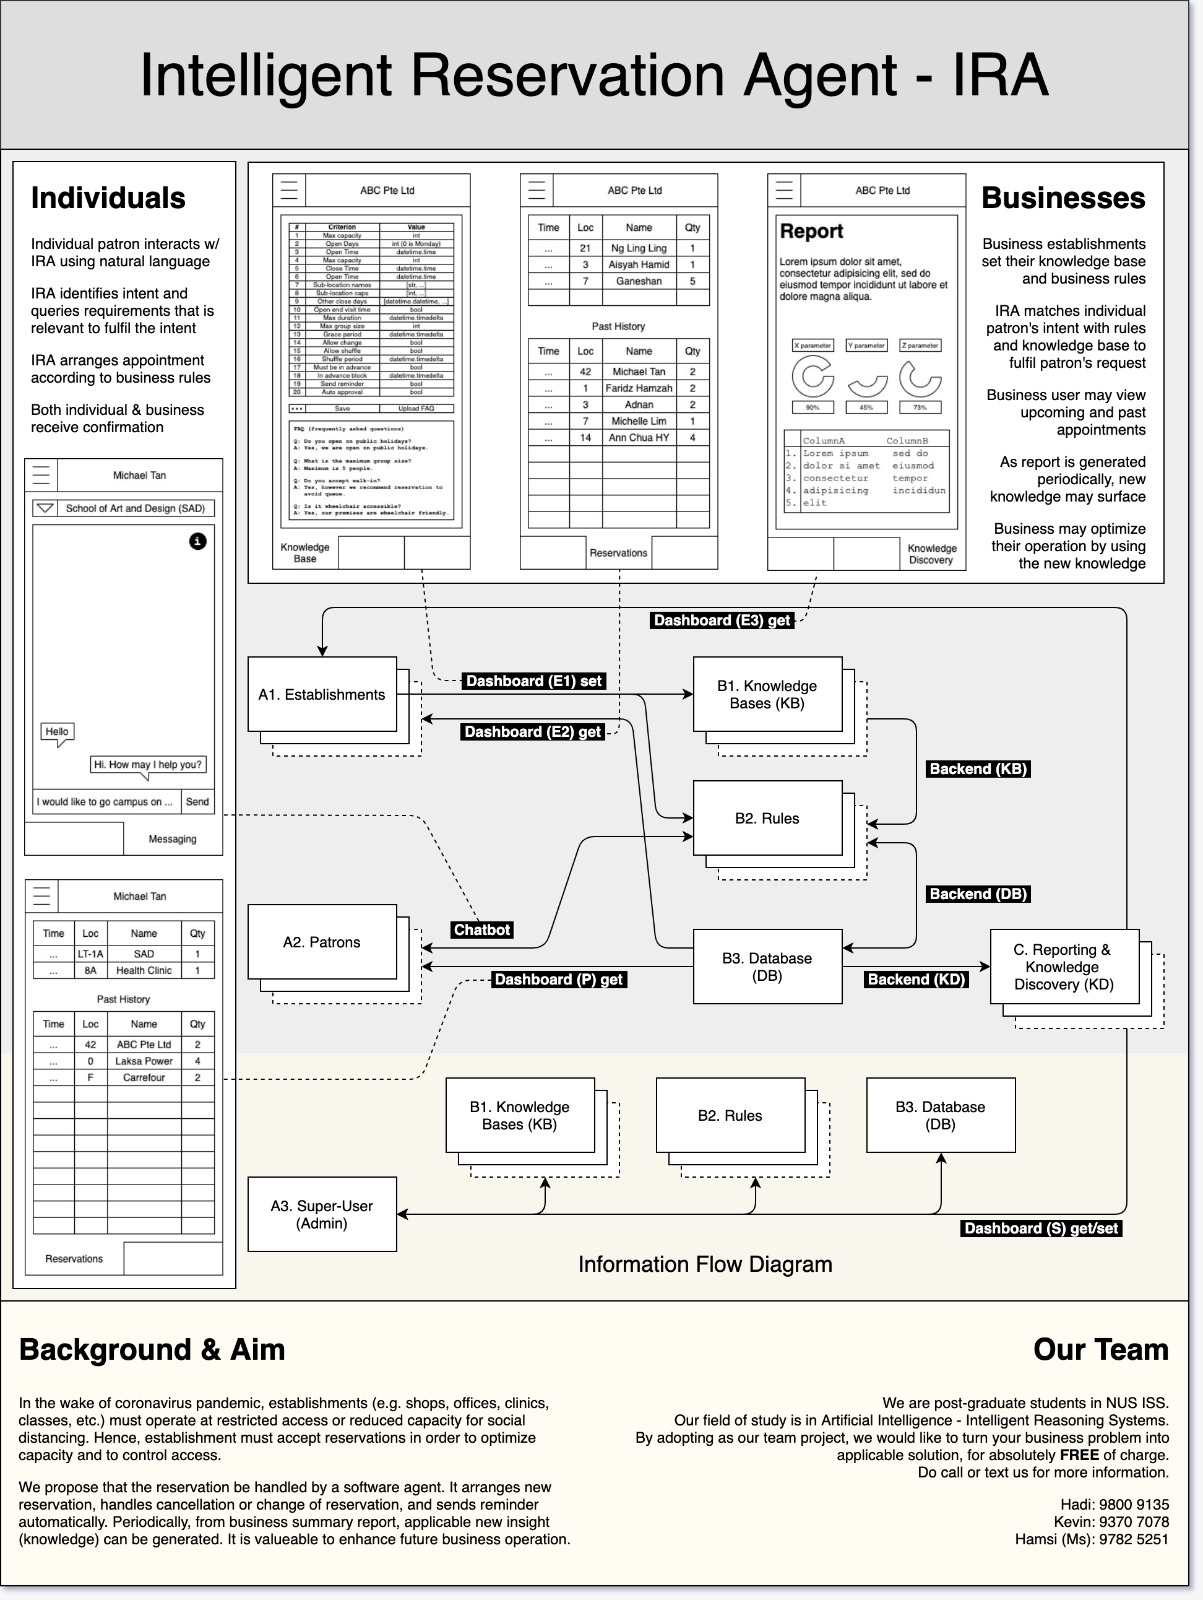 Intelligent Reservation Agent - IRA
Individuals
Individual patron interacts w/
IRA using natural language
IRA identifies intent and
queries requirements that is
relevant to fulfil the intent
IRA arranges appointment
according to business rules
Both individual & business
receive confirmation
Michael Tan
School of Art and Design (SAD)
i
Hello
Hi. How may I help you?
I would like to go campus on ... Send
Messaging
Michael Tan
Time Loc Name Qty
... LT-1A SAD 1
... 8A Health Clinic 1
Past History
Time Loc Name Qty
... 42 ABC Pte Ltd 2
... 0 Laksa Power 4
... F Carrefour 2
Reservations
ABC Pte Ltd
# Criterion Value
1 Max capacity int
2 Open Days int (0 is Monday)
3 Open Time datetime.time
4 Max capacity int
5 Close Time datetime.time
6 Open Time datetime.time
7 Sub-location names [str, ...]
8 Sub-location caps [int, ...]
9 Other close days [datetime.datetime, ...]
10 Open end visit time bool
11 Max duration datetime.timedelta
12 Max group size int
13 Grace period datetime.timedelta
14 Allow change bool
15 Allow shuffle bool
16 Shuffle period datetime.timedelta
17 Must be in advance bool
18 In advance block datetime.timedelta
19 Send reminder bool
20 Auto approval bool
••• Save Upload FAQ
FAQ (frequently asked questions)
Q: Do you open on public holidays?
A: Yes, we are open on public holidays.
Q: What is the maximum group size?
A: Maximum is 5 people.
Q: Do you accept walk-in?
A: Yes, however we recommend reservation to
avoid queue.
Q: Is it wheelchair accessible?
A: Yes, our premises are wheelchair friendly.
Knowledge
Base
ABC Pte Ltd
Time Loc Name Qty
... 21 Ng Ling Ling 1
... 3 Aisyah Hamid 1
... 7 Ganeshan 5
Past History
Time Loc Name Qty
... 42 Michael Tan 2
... 1 Faridz Hamzah 2
... 3 Adnan 2
... 7 Michelle Lim 1
... 14 Ann Chua HY 4
Reservations
ABC Pte Ltd
Report
Lorem ipsum dolor sit amet,
consectetur adipisicing elit, sed do
eiusmod tempor incididunt ut labore et
dolore magna aliqua.
X parameter Y parameter Z parameter
90% 45% 73%
ColumnA ColumnB
1. Lorem ipsum sed do
2. dolor si amet eiusmod
3. consectetur tempor
4. adipisicing incididun
5. elit
Knowledge
Discovery
Businesses
Business establishments
set their knowledge base
and business rules
IRA matches individual
patron's intent with rules
and knowledge base to
fulfil patron's request
Business user may view
upcoming and past
appointments
As report is generated
periodically, new
knowledge may surface
Business may optimize
their operation by using
the new knowledge
Dashboard (E3) get
A1. Establishments
Dashboard (E1) set
Dashboard (E2) get
B1. Knowledge
Bases (KB)
Backend (KB)
B2. Rules
Backend (DB)
A2. Patrons
Chatbot
Dashboard (P) get
B3. Database
(DB)
Backend (KD)
C. Reporting &
Knowledge
Discovery (KD)
B1. Knowledge
Bases (KB)
B2. Rules
B3. Database
(DB)
A3. Super-User
(Admin)
Dashboard (S) get/set
Information Flow Diagram
Background & Aim
In the wake of coronavirus pandemic, establishments (e.g. shops, offices, clinics,
classes, etc.) must operate at restricted access or reduced capacity for social
distancing. Hence, establishment must accept reservations in order to optimize
capacity and to control access.
We propose that the reservation be handled by a software agent. It arranges new
reservation, handles cancellation or change of reservation, and sends reminder
automatically. Periodically, from business summary report, applicable new insight
(knowledge) can be generated. It is valueable to enhance future business operation.
Our Team
We are post-graduate students in NUS ISS.
Our field of study is in Artificial Intelligence - Intelligent Reasoning Systems.
By adopting as our team project, we would like to turn your business problem into
applicable solution, for absolutely FREE of charge.
Do call or text us for more information.
Hadi: 9800 9135
Kevin: 9370 7078
Hamsi (Ms): 9782 5251